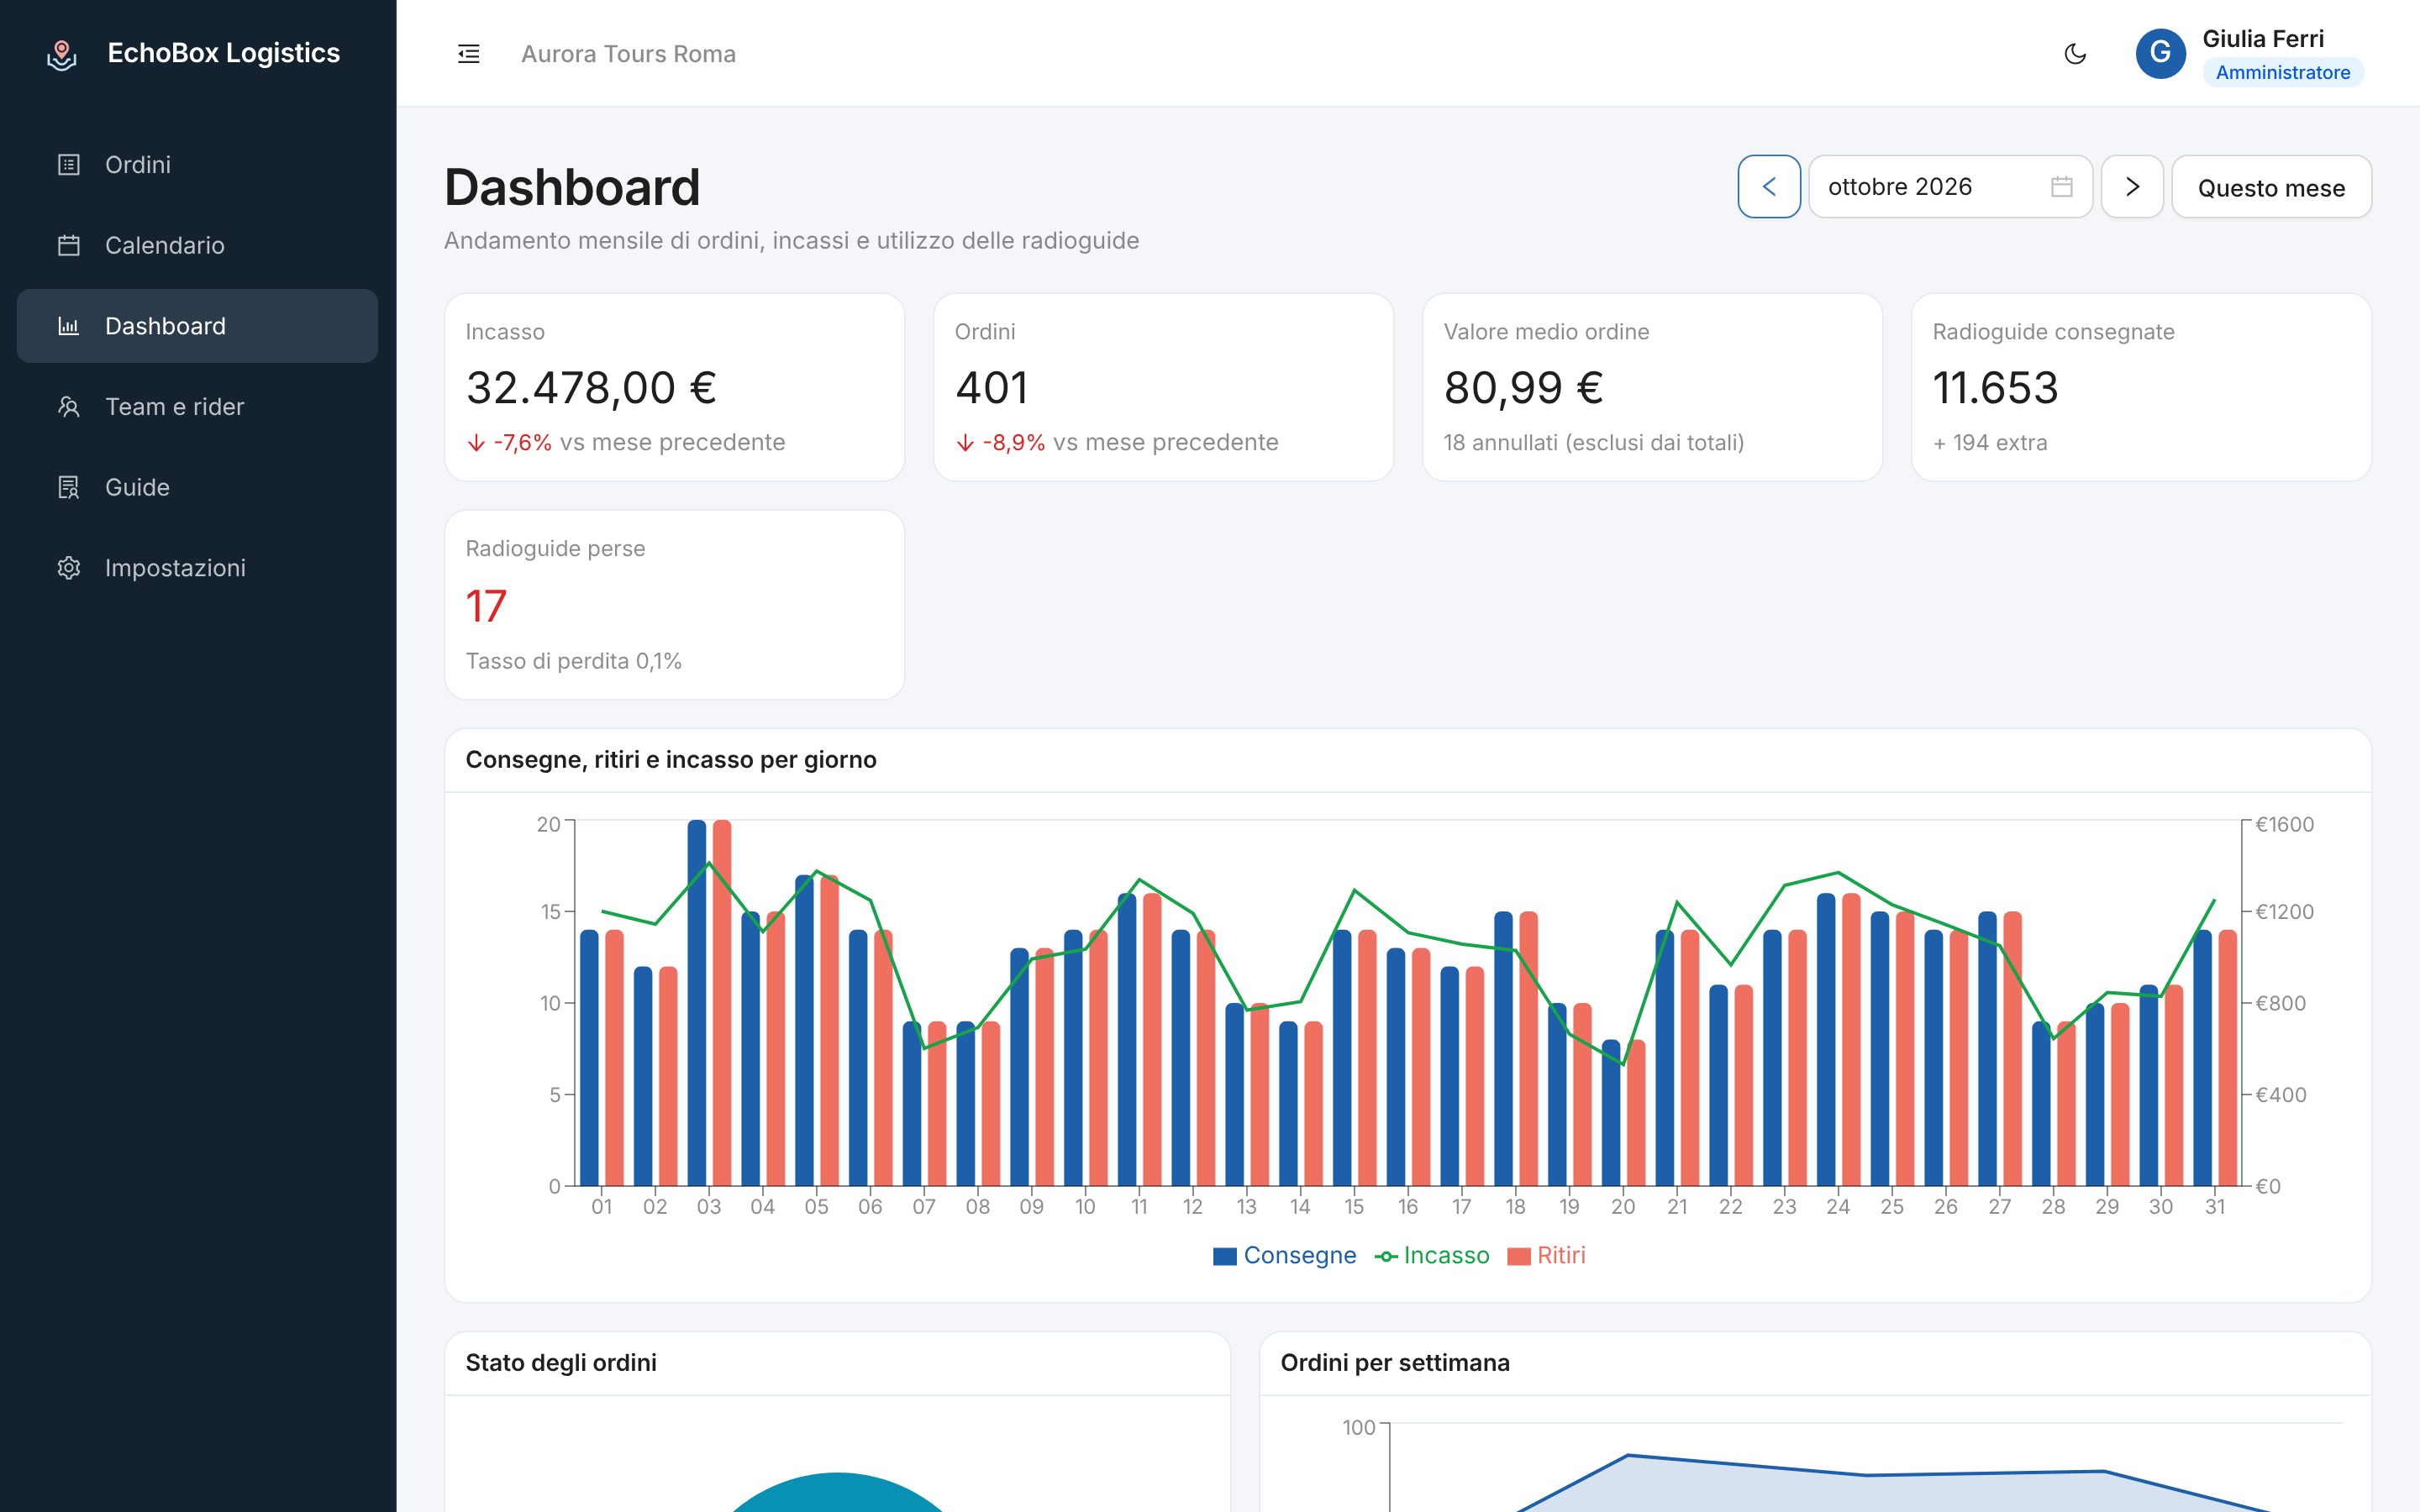 EchoBox Logistics
Ordini
Calendario
Dashboard
Team e rider
Guide
Impostazioni
Aurora Tours Roma
G
Giulia Ferri
Amministratore
Dashboard
Andamento mensile di ordini, incassi e utilizzo delle radioguide
ottobre 2026
Questo mese
Incasso
32.478,00 €
-7,6% vs mese precedente
Ordini
401
-8,9% vs mese precedente
Valore medio ordine
80,99 €
18 annullati (esclusi dai totali)
Radioguide consegnate
11.653
+ 194 extra
Radioguide perse
17
Tasso di perdita 0,1%
Consegne, ritiri e incasso per giorno
20
15
10
5
0
€1600
€1200
€800
€400
€0
01 02 03 04 05 06 07 08 09 10 11 12 13 14 15 16 17 18 19 20 21 22 23 24 25 26 27 28 29 30 31
Consegne Incasso Ritiri
Stato degli ordini
Ordini per settimana
100